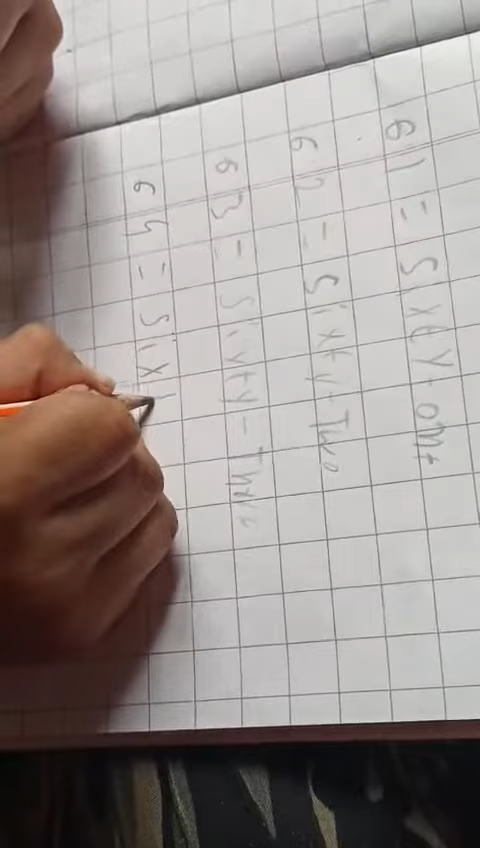 61 = Sixty-one
62 = Sixty-Two
63 = Sixty-Three
64 = Six